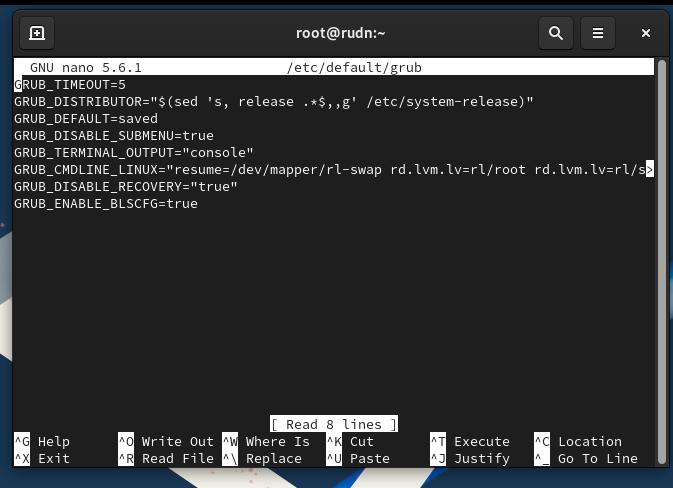 root@rudn:~
GNU nano 5.6.1 /etc/default/grub
GRUB_TIMEOUT=5
GRUB_DISTRIBUTOR="$(sed 's, release .*$,,g' /etc/system-release)"
GRUB_DEFAULT=saved
GRUB_DISABLE_SUBMENU=true
GRUB_TERMINAL_OUTPUT="console"
GRUB_CMDLINE_LINUX="resume=/dev/mapper/rl-swap rd.lvm.lv=rl/root rd.lvm.lv=rl/s>
GRUB_DISABLE_RECOVERY="true"
GRUB_ENABLE_BLSCFG=true
[ Read 8 lines ]
^G Help ^O Write Out ^W Where Is ^K Cut ^T Execute ^C Location
^X Exit ^R Read File ^\ Replace ^U Paste ^J Justify ^_ Go To Line